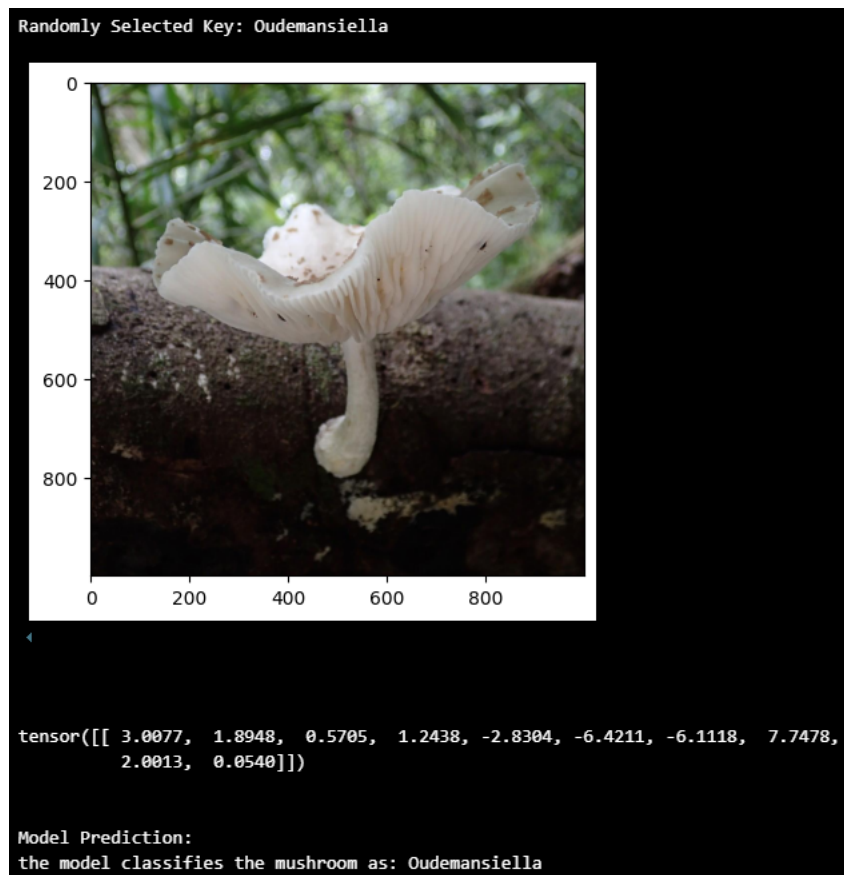 Randomly Selected Key: Oudemansiella
0
200
400
600
800
0 200 400 600 800
tensor([[ 3.0077, 1.8948, 0.5705, 1.2438, -2.8304, -6.4211, -6.1118, 7.7478,
2.0013, 0.0540]])
Model Prediction:
the model classifies the mushroom as: Oudemansiella